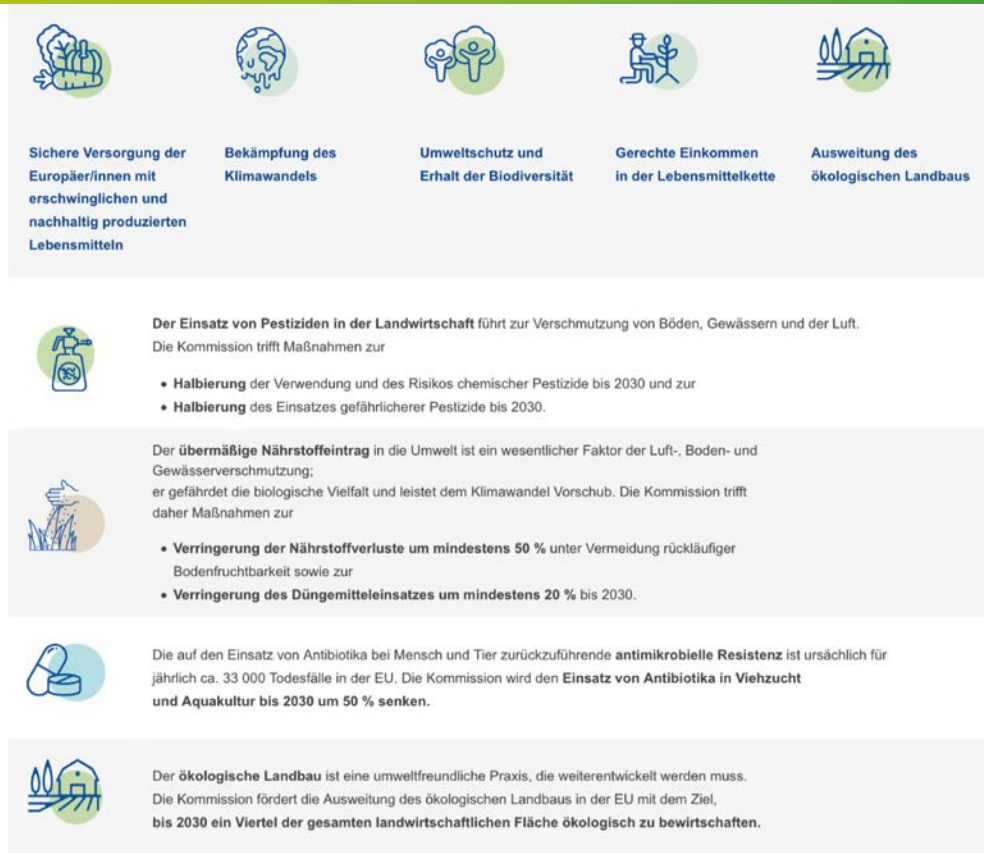 Sichere Versorgung der
Europäer/innen mit
erschwinglichen und
nachhaltig produzierten
Lebensmitteln
Bekämpfung des
Klimawandels
Umweltschutz und
Erhalt der Biodiversität
Gerechte Einkommen
in der Lebensmittelkette
Ausweitung des
ökologischen Landbaus
Der Einsatz von Pestiziden in der Landwirtschaft führt zur Verschmutzung von Böden, Gewässern und der Luft.
Die Kommission trifft Maßnahmen zur
• Halbierung der Verwendung und des Risikos chemischer Pestizide bis 2030 und zur
• Halbierung des Einsatzes gefährlicherer Pestizide bis 2030.
Der übermäßige Nährstoffeintrag in die Umwelt ist ein wesentlicher Faktor der Luft-, Boden- und
Gewässerverschmutzung;
er gefährdet die biologische Vielfalt und leistet dem Klimawandel Vorschub. Die Kommission trifft
daher Maßnahmen zur
• Verringerung der Nährstoffverluste um mindestens 50 % unter Vermeidung rückläufiger
Bodenfruchtbarkeit sowie zur
• Verringerung des Düngemitteleinsatzes um mindestens 20 % bis 2030.
Die auf den Einsatz von Antibiotika bei Mensch und Tier zurückzuführende antimikrobielle Resistenz ist ursächlich für
jährlich ca. 33 000 Todesfälle in der EU. Die Kommission wird den Einsatz von Antibiotika in Viehzucht
und Aquakultur bis 2030 um 50 % senken.
Der ökologische Landbau ist eine umweltfreundliche Praxis, die weiterentwickelt werden muss.
Die Kommission fördert die Ausweitung des ökologischen Landbaus in der EU mit dem Ziel,
bis 2030 ein Viertel der gesamten landwirtschaftlichen Fläche ökologisch zu bewirtschaften.